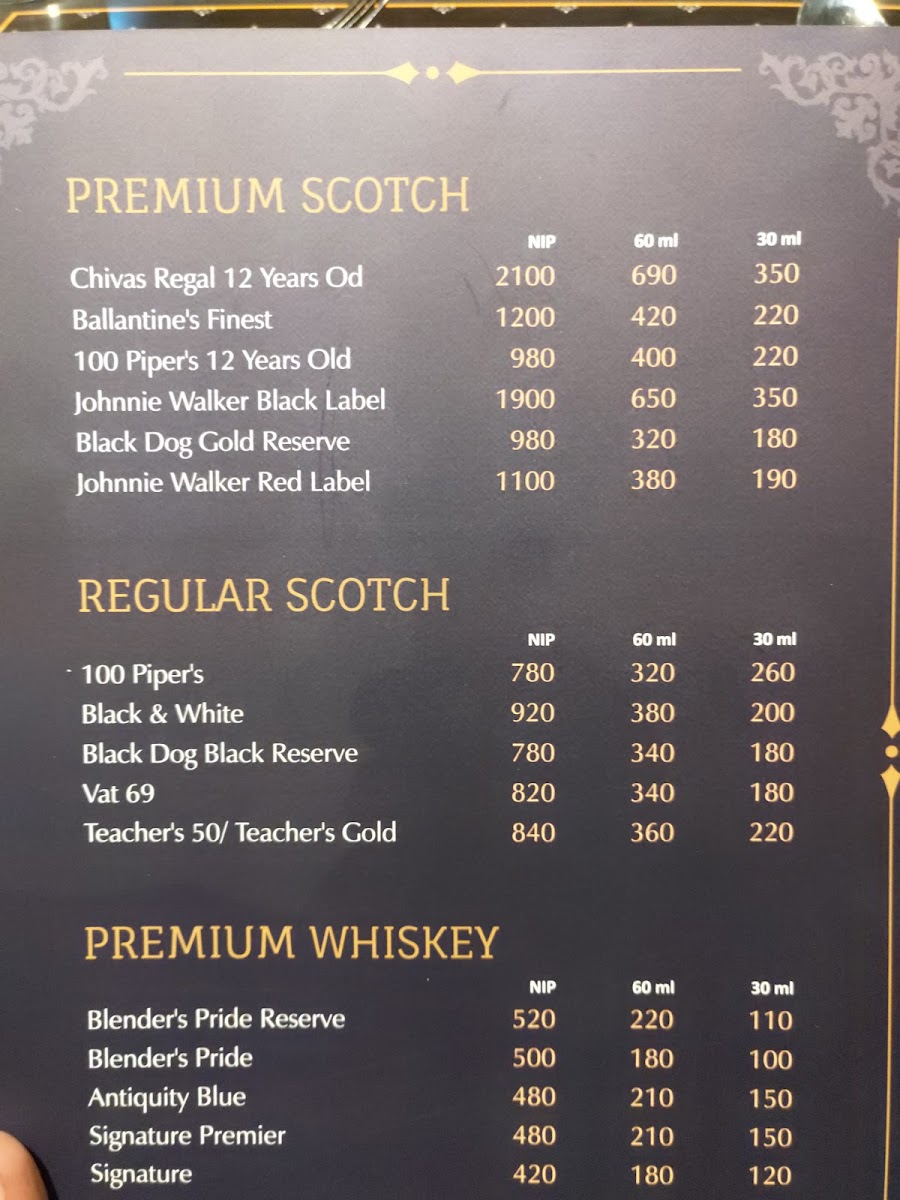 PREMIUM SCOTCH
NIP 60 ml 30 ml
Chivas Regal 12 Years Od 2100 690 350
Ballantine's Finest 1200 420 220
100 Piper's 12 Years Old 980 400 220
Johnnie Walker Black Label 1900 650 350
Black Dog Gold Reserve 980 320 180
Johnnie Walker Red Label 1100 380 190
REGULAR SCOTCH
NIP 60 ml 30 ml
100 Piper's 780 320 260
Black & White 920 380 200
Black Dog Black Reserve 780 340 180
Vat 69 820 340 180
Teacher's 50/ Teacher's Gold 840 360 220
PREMIUM WHISKEY
NIP 60 ml 30 ml
Blender's Pride Reserve 520 220 110
Blender's Pride 500 180 100
Antiquity Blue 480 210 150
Signature Premier 480 210 150
Signature 420 180 120